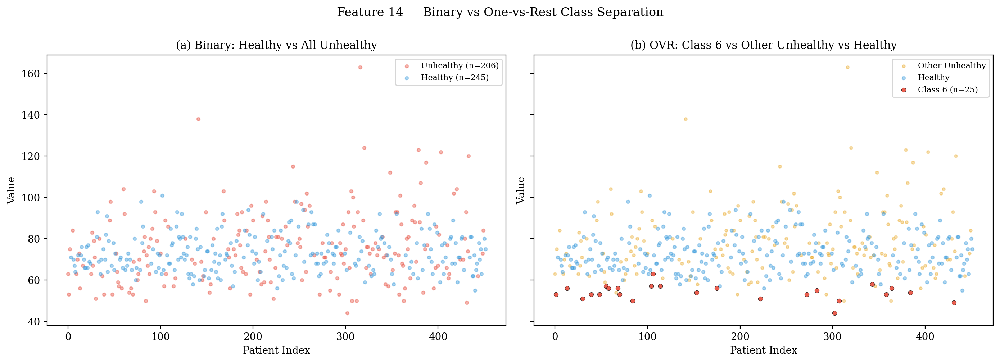 Feature 14 — Binary vs One-vs-Rest Class Separation
(a) Binary: Healthy vs All Unhealthy
Unhealthy (n=206)
Healthy (n=245)
Value
160
140
120
100
80
60
40
0 100 200 300 400
Patient Index
(b) OVR: Class 6 vs Other Unhealthy vs Healthy
Other Unhealthy
Healthy
Class 6 (n=25)
Value
0 100 200 300 400
Patient Index